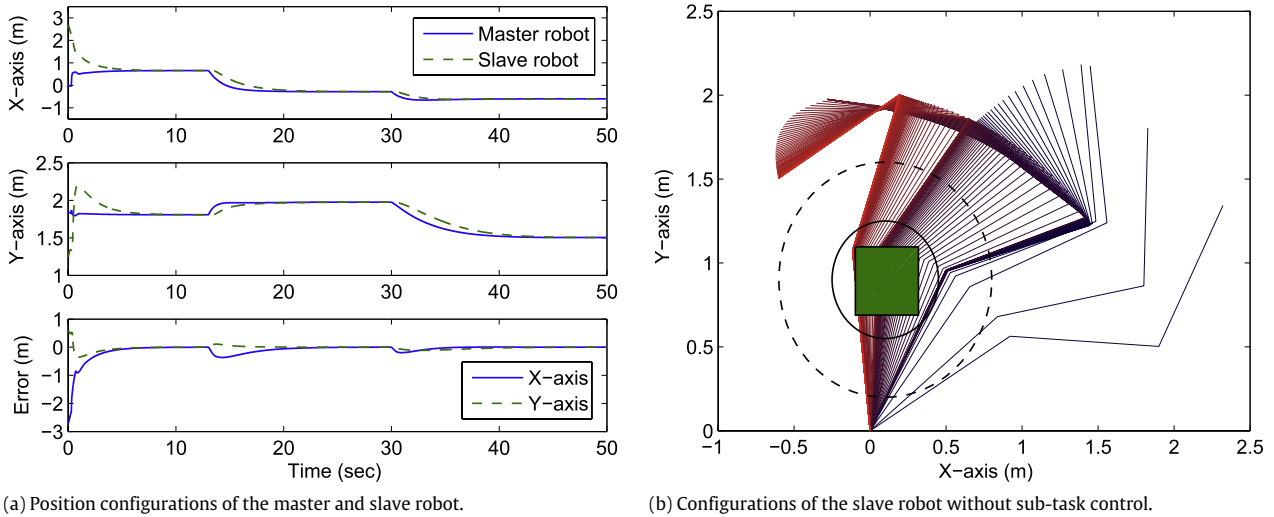 3
2
1
0
−1
X−axis (m)
Master robot
Slave robot
0 10 20 30 40 50
2.5
2
1.5
1
Y−axis (m)
0 10 20 30 40 50
1
0
−1
−2
−3
Error (m)
X−axis
Y−axis
0 10 20 30 40 50
Time (sec)
(a) Position configurations of the master and slave robot.
2.5
2
1.5
1
0.5
0
Y−axis (m)
−1 −0.5 0 0.5 1 1.5 2 2.5
X−axis (m)
(b) Configurations of the slave robot without sub-task control.